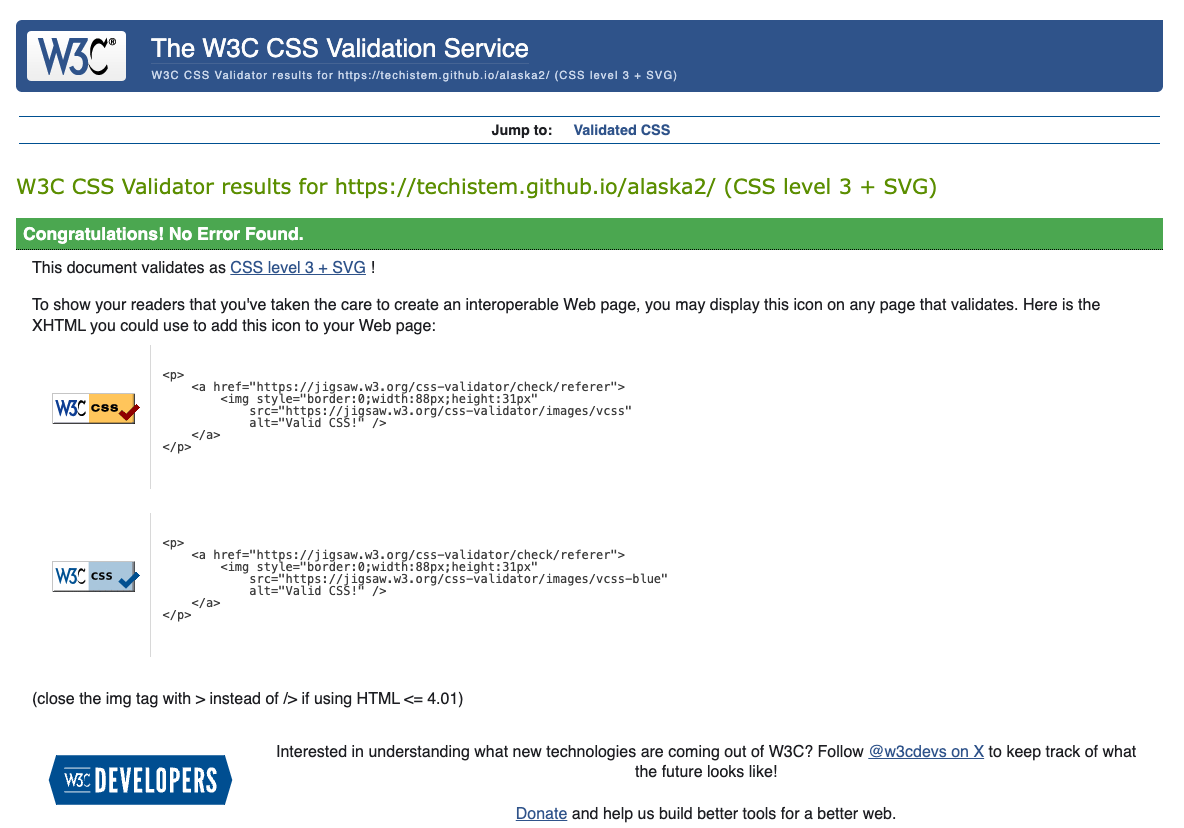 W3C®
The W3C CSS Validation Service
W3C CSS Validator results for https://techistem.github.io/alaska2/ (CSS level 3 + SVG)
Jump to: Validated CSS
W3C CSS Validator results for https://techistem.github.io/alaska2/ (CSS level 3 + SVG)
Congratulations! No Error Found.
This document validates as CSS level 3 + SVG !
To show your readers that you've taken the care to create an interoperable Web page, you may display this icon on any page that validates. Here is the
XHTML you could use to add this icon to your Web page:
W3C css
<p>
    <a href="https://jigsaw.w3.org/css-validator/check/referer">
        <img style="border:0;width:88px;height:31px"
            src="https://jigsaw.w3.org/css-validator/images/vcss"
            alt="Valid CSS!" />
    </a>
</p>
W3C css
<p>
    <a href="https://jigsaw.w3.org/css-validator/check/referer">
        <img style="border:0;width:88px;height:31px"
            src="https://jigsaw.w3.org/css-validator/images/vcss-blue"
            alt="Valid CSS!" />
    </a>
</p>
(close the img tag with > instead of /> if using HTML <= 4.01)
W3C DEVELOPERS
Interested in understanding what new technologies are coming out of W3C? Follow @w3cdevs on X to keep track of what
the future looks like!
Donate and help us build better tools for a better web.